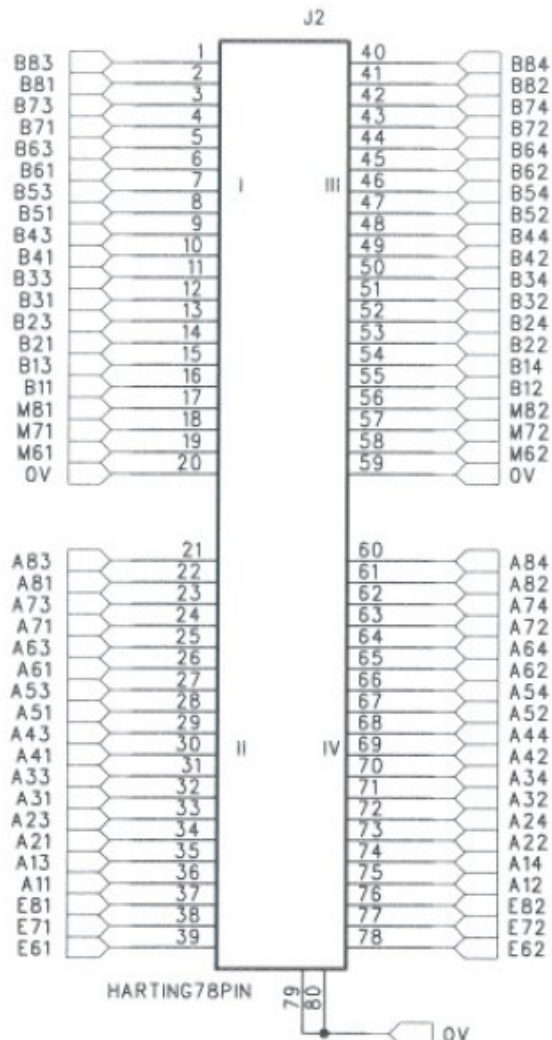 J2
B83 1 40 B84
B81 2 41 B82
B73 3 42 B74
B71 4 43 B72
B63 5 44 B64
B61 6 45 B62
B53 7 I III 46 B54
B51 8 47 B52
B43 9 48 B44
B41 10 49 B42
B33 11 50 B34
B31 12 51 B32
B23 13 52 B24
B21 14 53 B22
B13 15 54 B14
B11 16 55 B12
M81 17 56 M82
M71 18 57 M72
M61 19 58 M62
0V 20 59 0V
A83 21 60 A84
A81 22 61 A82
A73 23 62 A74
A71 24 63 A72
A63 25 64 A64
A61 26 65 A62
A53 27 66 A54
A51 28 67 A52
A43 29 68 A44
A41 30 II IV 69 A42
A33 31 70 A34
A31 32 71 A32
A23 33 72 A24
A21 34 73 A22
A13 35 74 A14
A11 36 75 A12
E81 37 76 E82
E71 38 77 E72
E61 39 78 E62
HARTING78PIN 79 80
0V